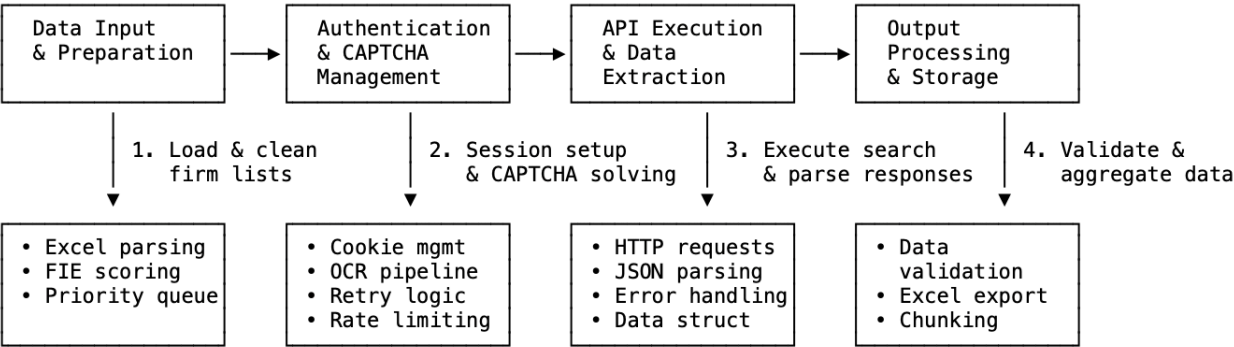 Data Input
& Preparation
Authentication
& CAPTCHA
Management
API Execution
& Data
Extraction
Output
Processing
& Storage
1. Load & clean
firm lists
2. Session setup
& CAPTCHA solving
3. Execute search
& parse responses
4. Validate &
aggregate data
• Excel parsing
• FIE scoring
• Priority queue
• Cookie mgmt
• OCR pipeline
• Retry logic
• Rate limiting
• HTTP requests
• JSON parsing
• Error handling
• Data struct
• Data
validation
• Excel export
• Chunking